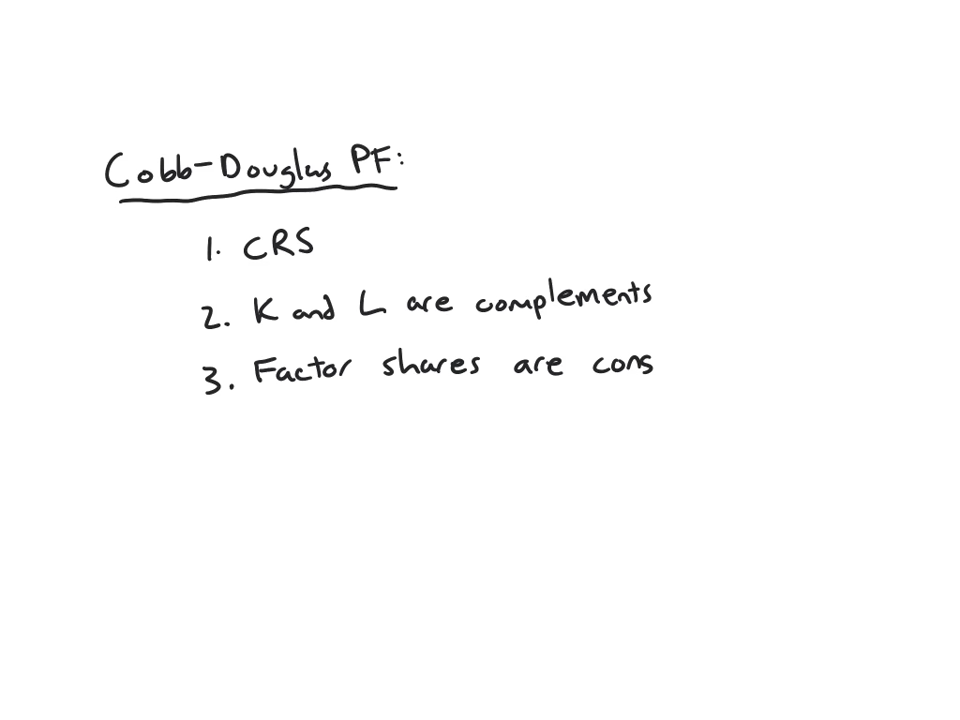 Cobb-Douglas PF:
1. CRS
2. K and L are complements
3. Factor shares are cons